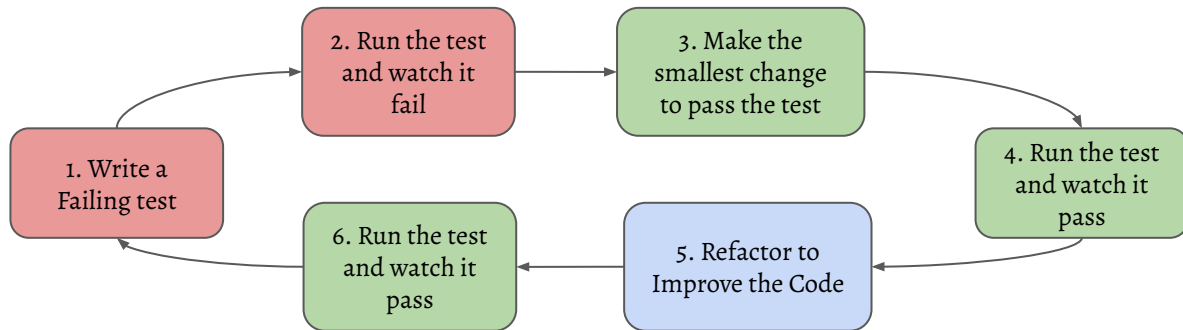 1. Write a
Failing test
2. Run the test
and watch it
fail
3. Make the
smallest change
to pass the test
4. Run the test
and watch it
pass
5. Refactor to
Improve the Code
6. Run the test
and watch it
pass